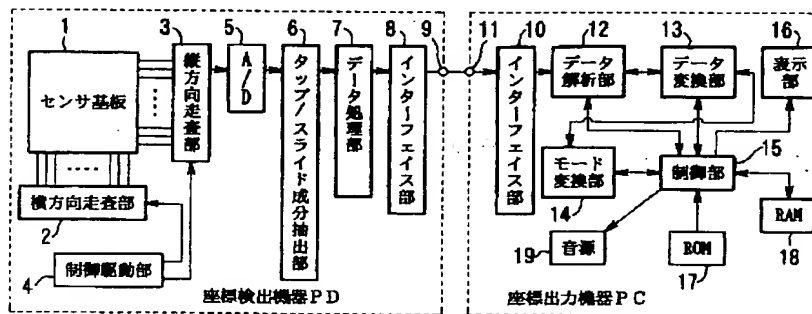 1
センサ基板
3
縦方向走査部
5
A/D
6
タップ/スライド成分抽出部
7
データ処理部
8
インターフェイス部
9
横方向走査部
2
制御駆動部
4
座標検出機器PD
11
10
インターフェイス部
12
データ
解析部
13
データ
変換部
16
表示部
モード
変換部
14
制御部
15
音源
19
ROM
17
RAM
18
座標出力機器PC